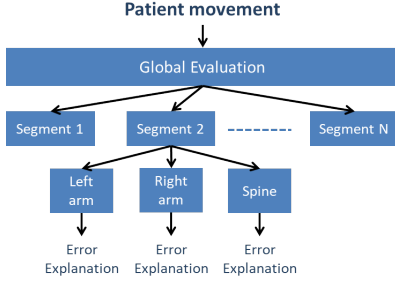 Patient movement
Global Evaluation
Segment 1
Segment 2
Segment N
Left
arm
Right
arm
Spine
Error
Explanation
Error
Explanation
Error
Explanation